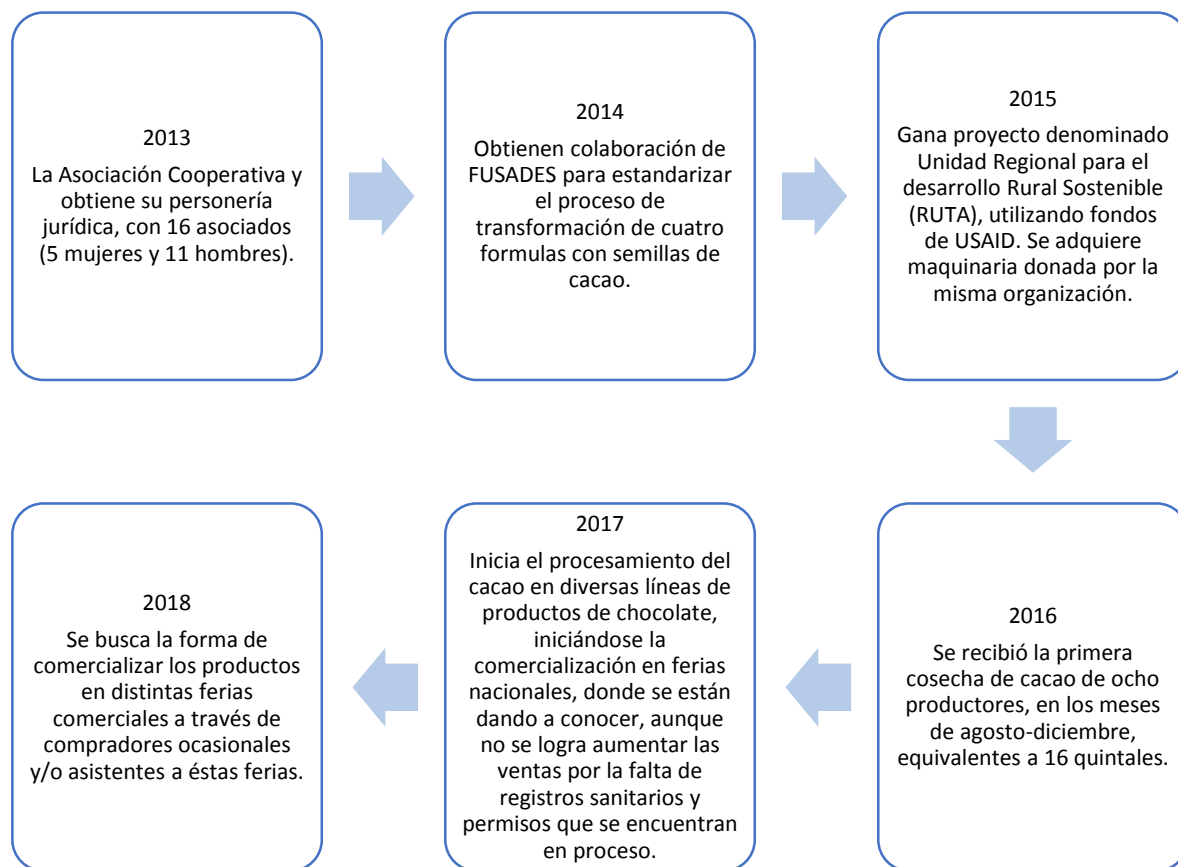 2013
La Asociación Cooperativa y
obtiene su personería
jurídica, con 16 asociados
(5 mujeres y 11 hombres).
2014
Obtienen colaboración de
FUSADES para estandarizar
el proceso de
transformación de cuatro
formulas con semillas de
cacao.
2015
Gana proyecto denominado
Unidad Regional para el
desarrollo Rural Sostenible
(RUTA), utilizando fondos
de USAID. Se adquiere
maquinaria donada por la
misma organización.
2016
Se recibió la primera
cosecha de cacao de ocho
productores, en los meses
de agosto-diciembre,
equivalentes a 16 quintales.
2017
Inicia el procesamiento del
cacao en diversas líneas de
productos de chocolate,
iniciándose la
comercialización en ferias
nacionales, donde se están
dando a conocer, aunque
no se logra aumentar las
ventas por la falta de
registros sanitarios y
permisos que se encuentran
en proceso.
2018
Se busca la forma de
comercializar los productos
en distintas ferias
comerciales a través de
compradores ocasionales
y/o asistentes a éstas ferias.